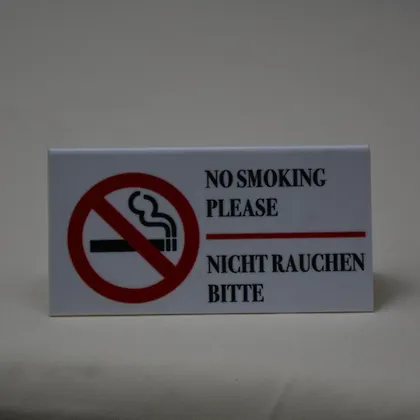 NO SMOKING
PLEASE
NICHT RAUCHEN
BITTE